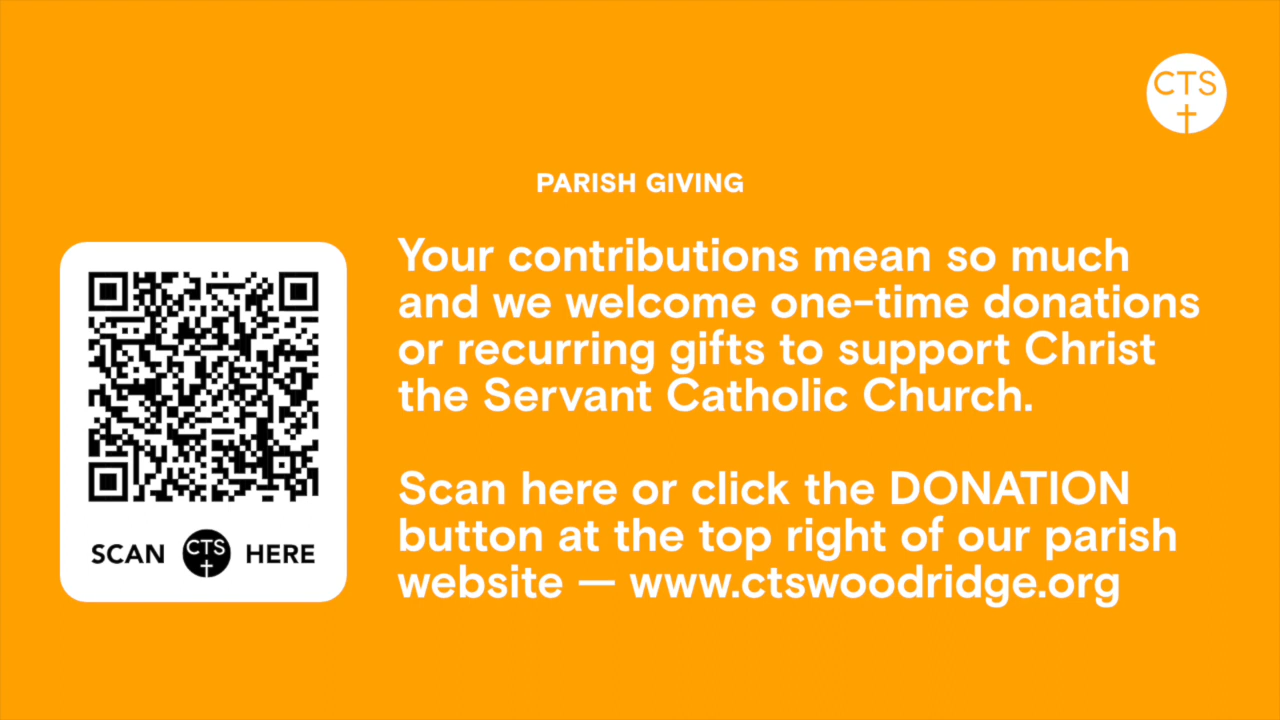 CTS
PARISH GIVING
Your contributions mean so much
and we welcome one-time donations
or recurring gifts to support Christ
the Servant Catholic Church.
Scan here or click the DONATION
button at the top right of our parish
website — www.ctswoodridge.org
SCAN CTS HERE